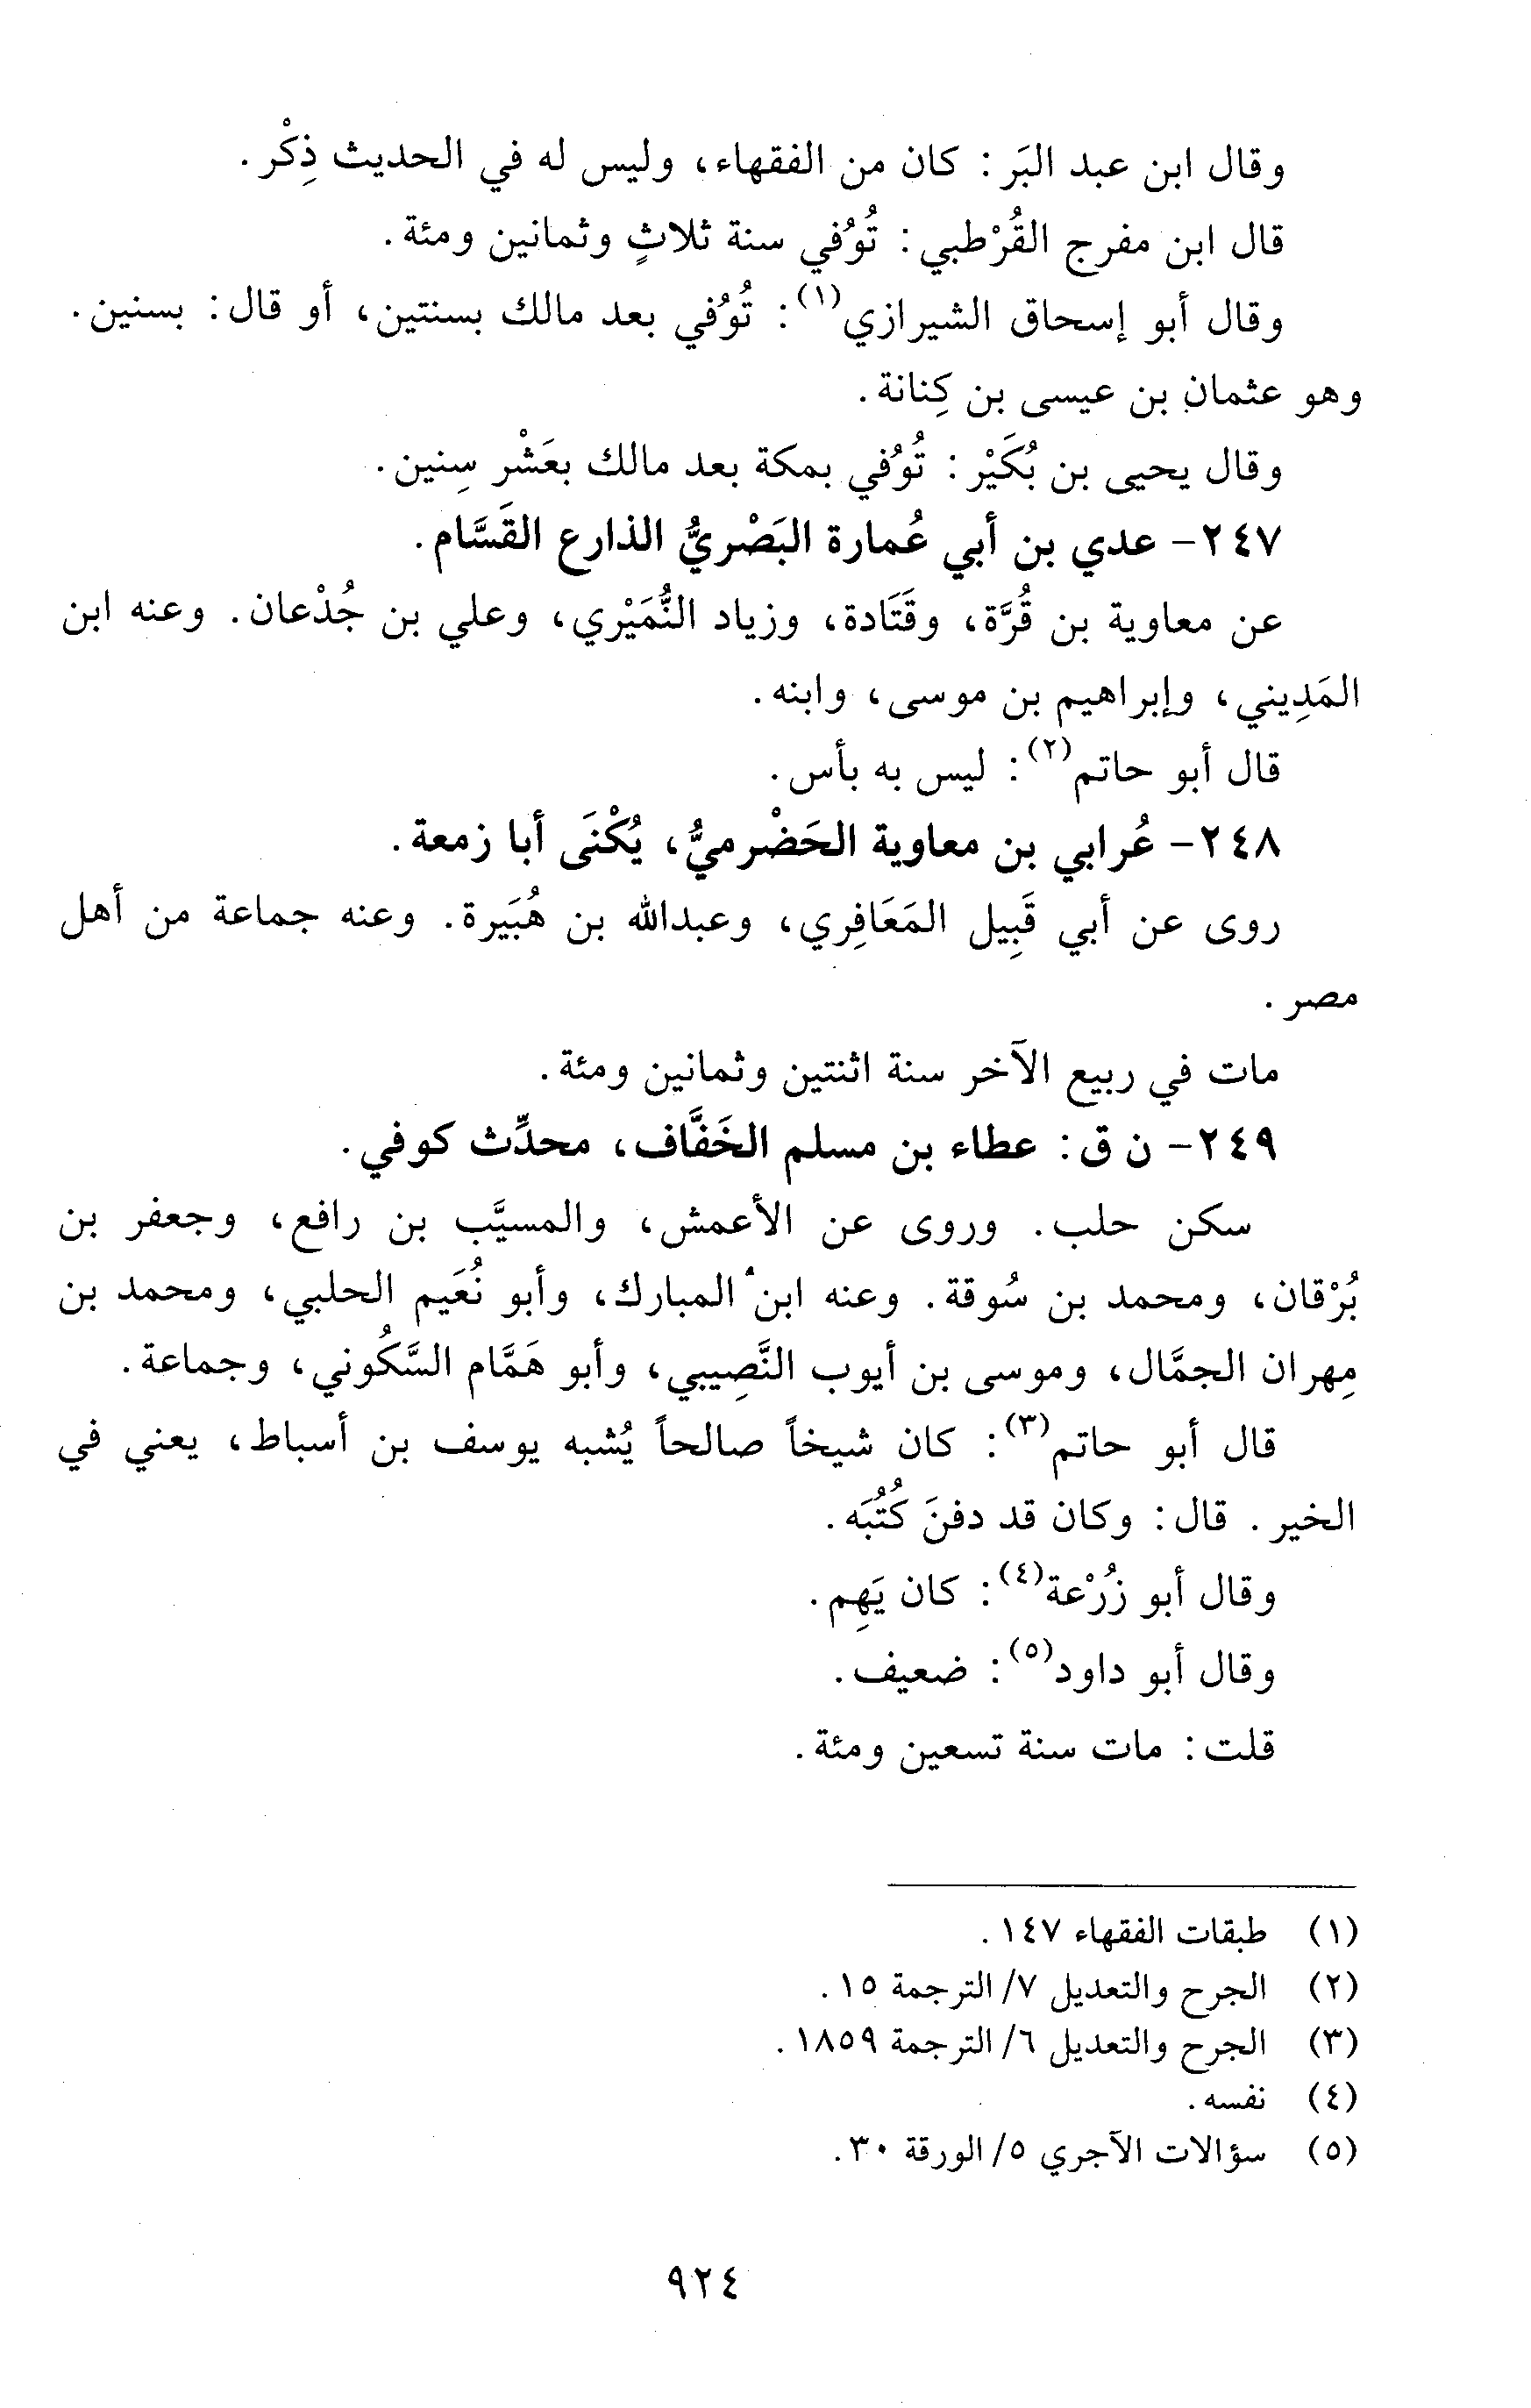 وقال ابن عبد البَر: كان من الفقهاء، وليس له في الحديث ذِكْر.
قال ابن مفرج القُرْطبي: تُوُفي سنة ثلاثٍ وثمانين ومئة.
وقال أبو إسحاق الشيرازي(١): تُوُفي بعد مالك بسنتين، أو قال: بسنين.
وهو عثمان بن عيسى بن كِنانة.
وقال يحيى بن بُكَيْر: تُوُفي بمكة بعد مالك بعَشْر سِنين.
٢٤٧- عدي بن أبي عُمارة البَصْريُّ الذارع القَسَّام.
عن معاوية بن قُرَّة، وقَتَادة، وزياد النُّمَيْري، وعلي بن جُدْعان. وعنه ابن
المَدِيني، وإبراهيم بن موسى، وابنه.
قال أبو حاتم(٢): ليس به بأس.
٢٤٨- عُرابي بن معاوية الحَضْرميُّ، يُكْنَى أبا زمعة.
روى عن أبي قَبِيل المَعَافِري، وعبدالله بن هُبَيرة. وعنه جماعة من أهل
مصر.
مات في ربيع الآخر سنة اثنتين وثمانين ومئة.
٢٤٩- ن ق: عطاء بن مسلم الخَفَّاف، محدِّث كوفي.
سكن حلب. وروى عن الأعمش، والمسيَّب بن رافع، وجعفر بن
بُرْقان، ومحمد بن سُوقة. وعنه ابن المبارك، وأبو نُعَيم الحلبي، ومحمد بن
مِهران الجمَّال، وموسى بن أيوب النَّصِيبي، وأبو هَمَّام السَّكُوني، وجماعة.
قال أبو حاتم(٣): كان شيخاً صالحاً يُشبه يوسف بن أسباط، يعني في
الخير. قال: وكان قد دفنَ كُتُبَه.
وقال أبو زُرْعة(٤): كان يَهِم.
وقال أبو داود(٥): ضعيف.
قلت: مات سنة تسعين ومئة.
(١) طبقات الفقهاء ١٤٧.
(٢) الجرح والتعديل ٧/ الترجمة ١٥.
(٣) الجرح والتعديل ٦/ الترجمة ١٨٥٩.
(٤) نفسه.
(٥) سؤالات الآجري ٥/ الورقة ٣٠.
٩٢٤